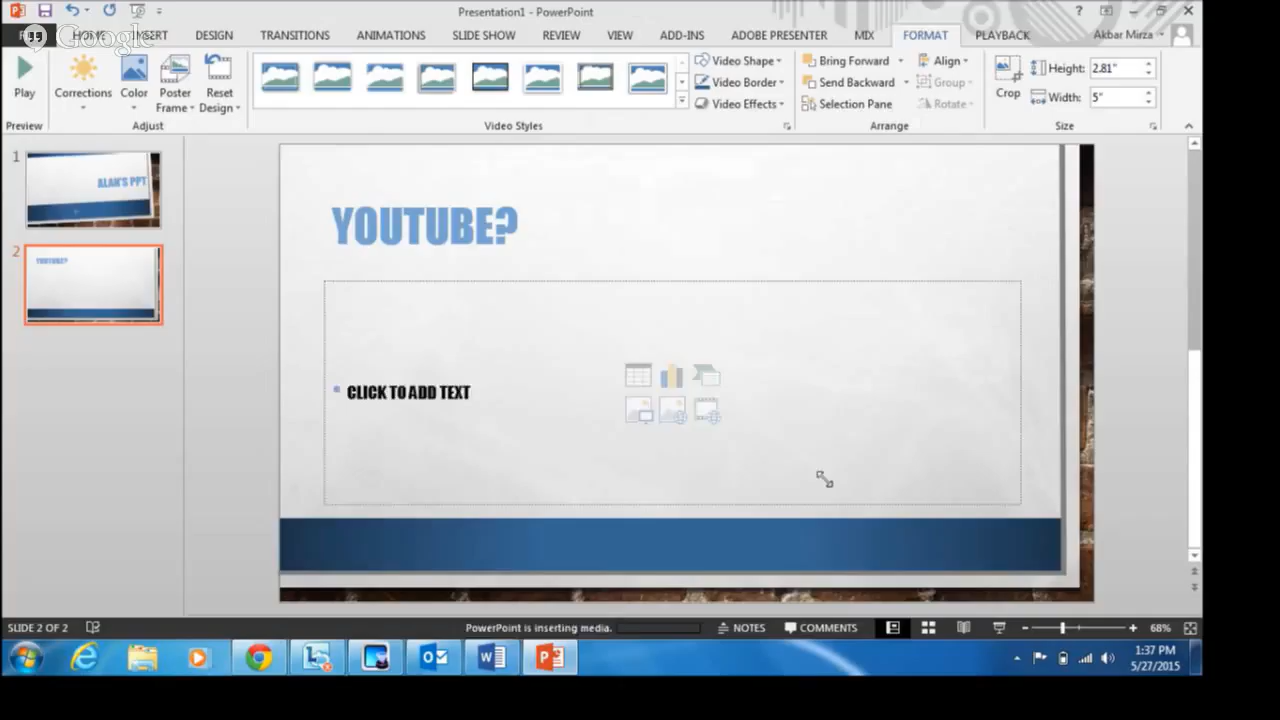 Presentation1 - PowerPoint
Google
FILE HOME INSERT DESIGN TRANSITIONS ANIMATIONS SLIDE SHOW REVIEW VIEW ADD-INS ADOBE PRESENTER MIX FORMAT PLAYBACK Akbar Mirza
Play Corrections Color Poster Frame Reset Design
Video Shape
Video Border
Video Effects
Bring Forward
Send Backward
Selection Pane
Align
Group
Rotate
Crop
Height: 2.81"
Width: 5"
Preview Adjust Video Styles Arrange Size
1
ALAN'S PPT
2
YOUTUBE?
YOUTUBE?
CLICK TO ADD TEXT
SLIDE 2 OF 2 PowerPoint is inserting media. NOTES COMMENTS 68%
1:37 PM
5/27/2015